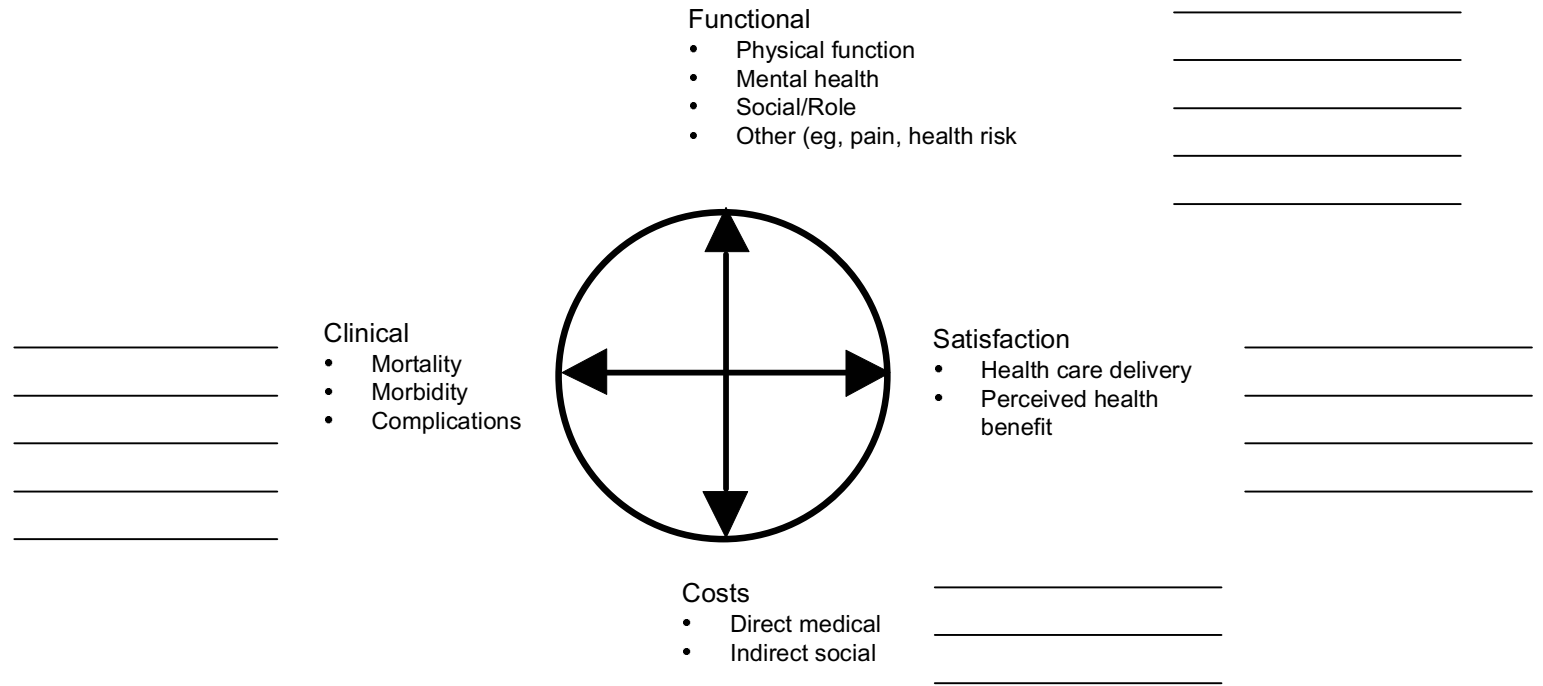 Functional
• Physical function
• Mental health
• Social/Role
• Other (eg, pain, health risk
Clinical
• Mortality
• Morbidity
• Complications
Satisfaction
• Health care delivery
• Perceived health
benefit
Costs
• Direct medical
• Indirect social